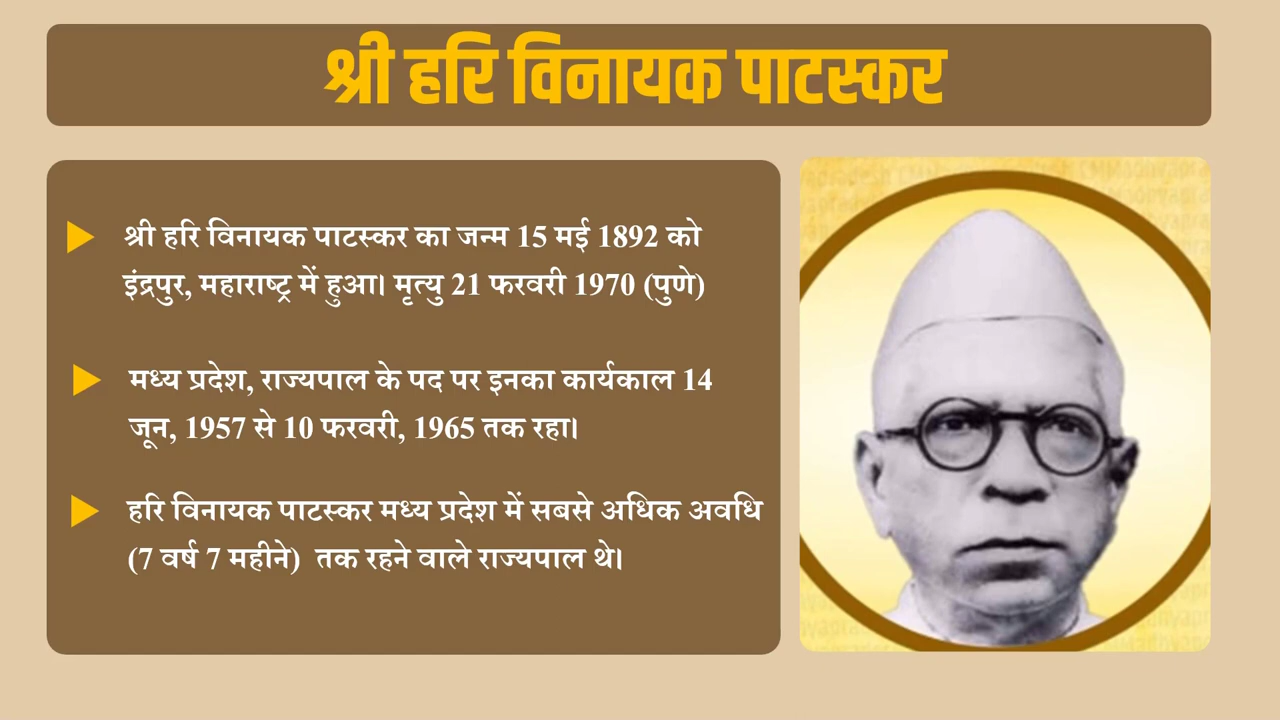 श्री हरि विनायक पाटस्कर
श्री हरि विनायक पाटस्कर का जन्म 15 मई 1892 को
इंद्रपुर, महाराष्ट्र में हुआ। मृत्यु 21 फरवरी 1970 (पुणे)
मध्य प्रदेश, राज्यपाल के पद पर इनका कार्यकाल 14
जून, 1957 से 10 फरवरी, 1965 तक रहा।
हरि विनायक पाटस्कर मध्य प्रदेश में सबसे अधिक अवधि
(7 वर्ष 7 महीने) तक रहने वाले राज्यपाल थे।